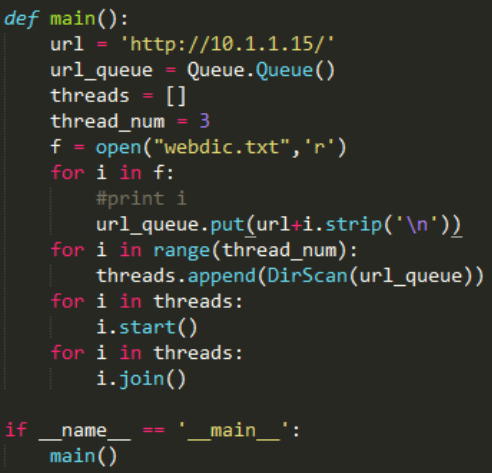 def main():
    url = 'http://10.1.1.15/'
    url_queue = Queue.Queue()
    threads = []
    thread_num = 3
    f = open("webdic.txt",'r')
    for i in f:
        #print i
        url_queue.put(url+i.strip('\n'))
    for i in range(thread_num):
        threads.append(DirScan(url_queue))
    for i in threads:
        i.start()
    for i in threads:
        i.join()

if __name__ == '__main__':
    main()